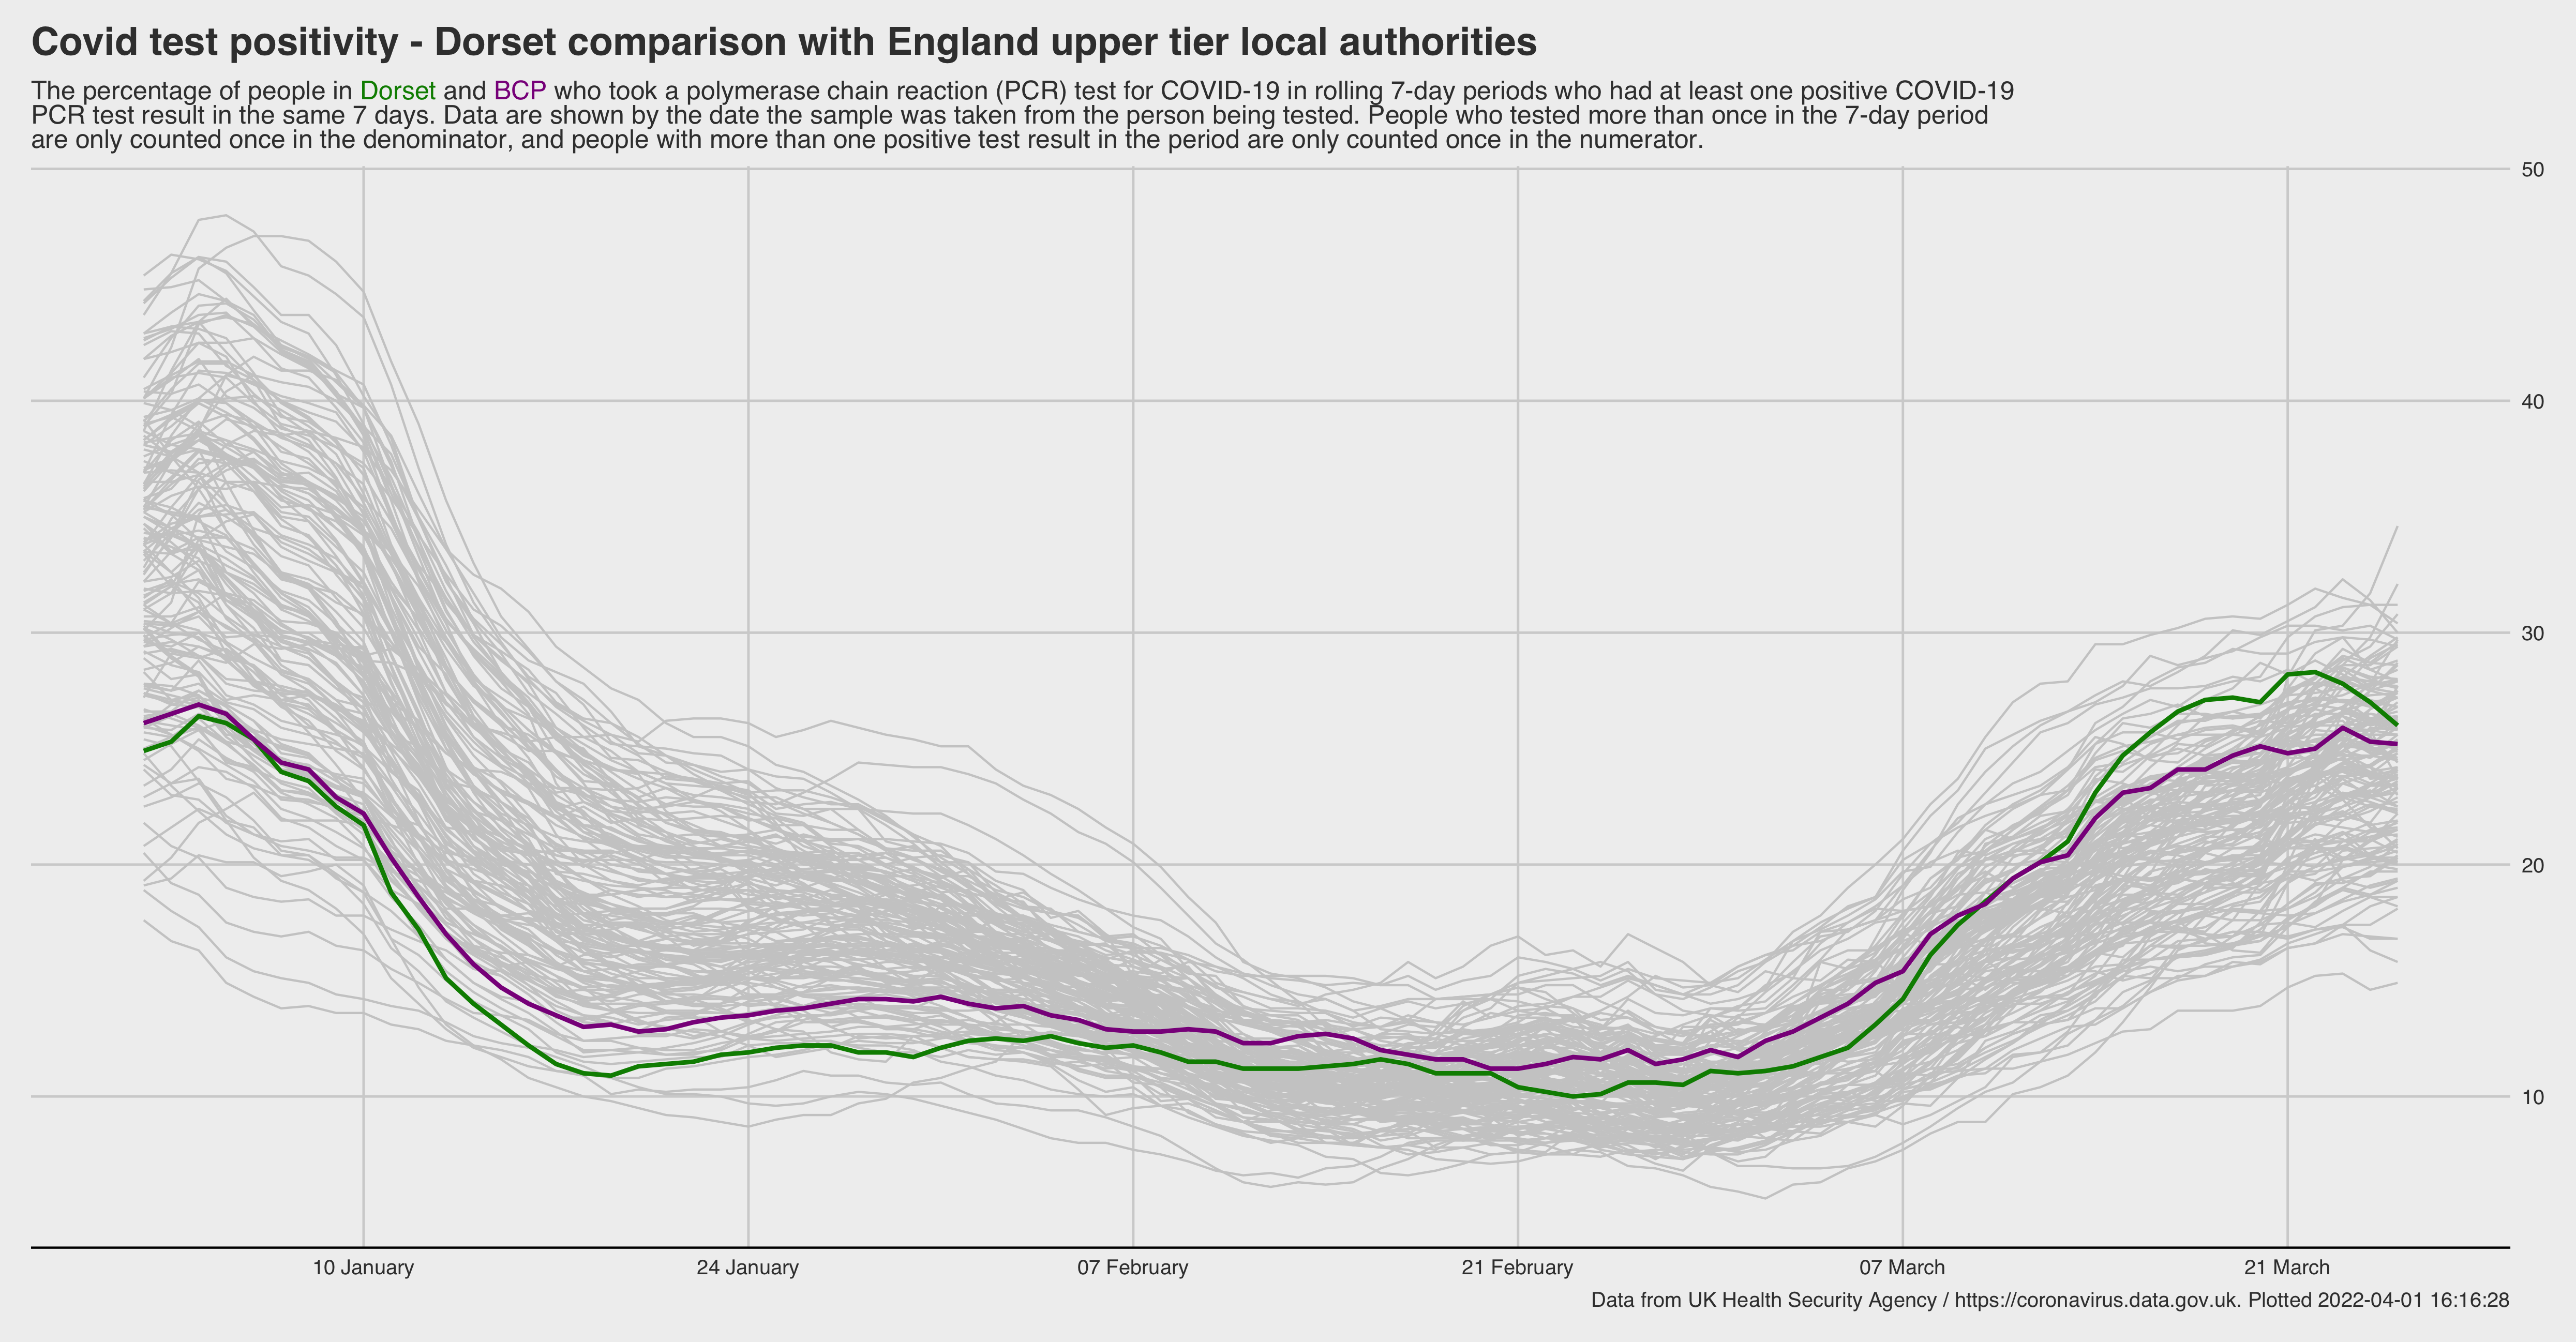 Covid test positivity - Dorset comparison with England upper tier local authorities
The percentage of people in Dorset and BCP who took a polymerase chain reaction (PCR) test for COVID-19 in rolling 7-day periods who had at least one positive COVID-19
PCR test result in the same 7 days. Data are shown by the date the sample was taken from the person being tested. People who tested more than once in the 7-day period
are only counted once in the denominator, and people with more than one positive test result in the period are only counted once in the numerator.
50
40
30
20
10
10 January
24 January
07 February
21 February
07 March
21 March
Data from UK Health Security Agency / https://coronavirus.data.gov.uk. Plotted 2022-04-01 16:16:28